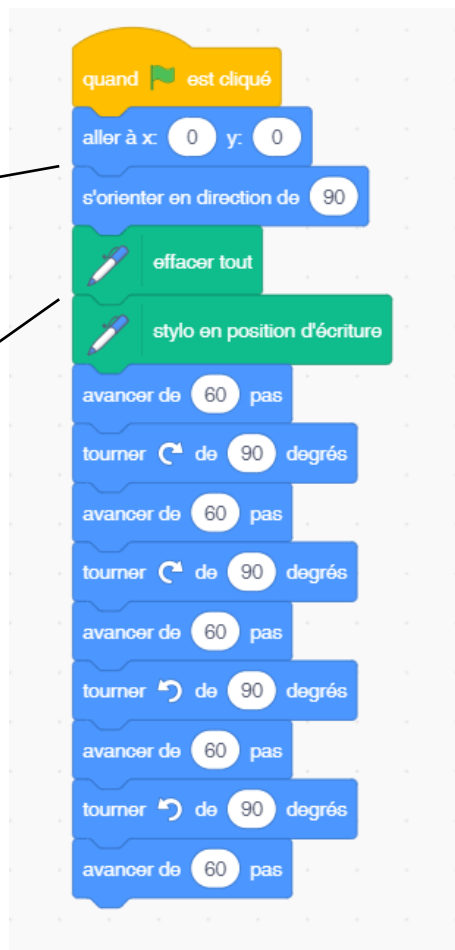 quand est cliqué
aller à x: 0 y: 0
s'orienter en direction de 90
effacer tout
stylo en position d'écriture
avancer de 60 pas
tourner de 90 degrés
avancer de 60 pas
tourner de 90 degrés
avancer de 60 pas
tourner de 90 degrés
avancer de 60 pas
tourner de 90 degrés
avancer de 60 pas